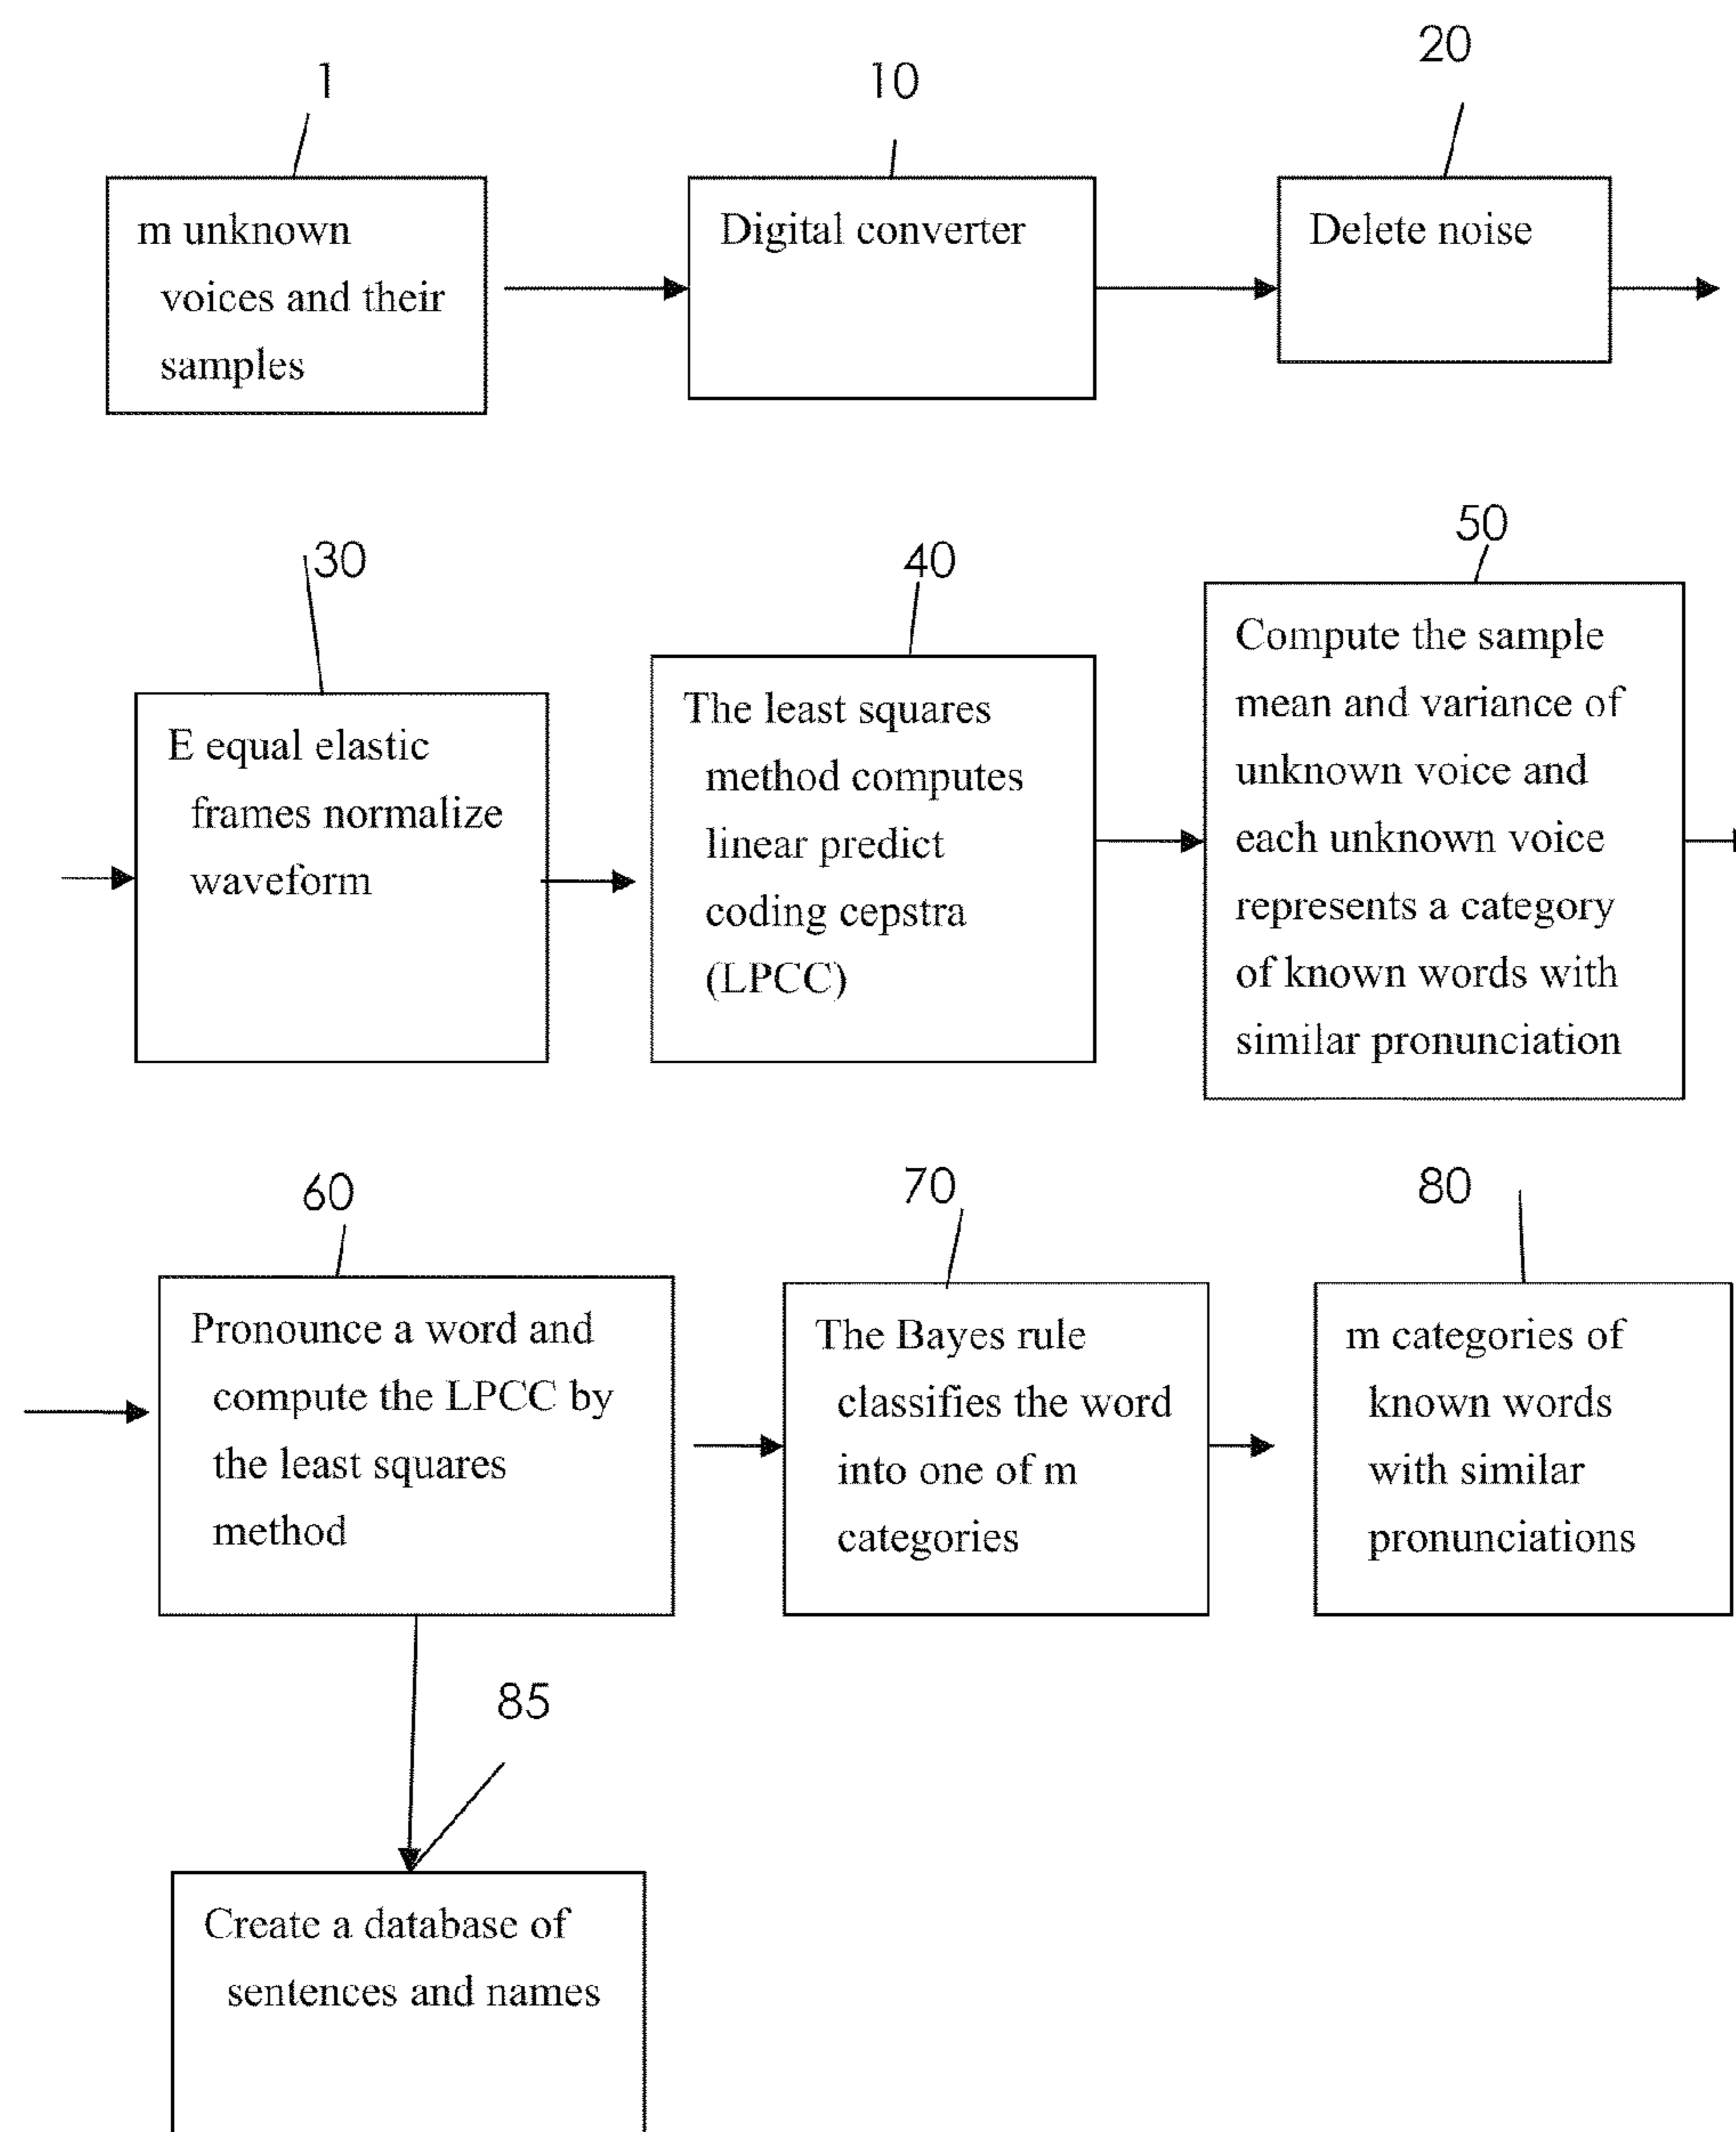 1
10
20
m unknown
voices and their
samples
Digital converter
Delete noise
30
40
50
E equal elastic
frames normalize
waveform
The least squares
method computes
linear predict
coding cepstra
(LPCC)
Compute the sample
mean and variance of
unknown voice and
each unknown voice
represents a category
of known words with
similar pronunciation
60
70
80
Pronounce a word and
compute the LPCC by
the least squares
method
The Bayes rule
classifies the word
into one of m
categories
m categories of
known words
with similar
pronunciations
85
Create a database of
sentences and names